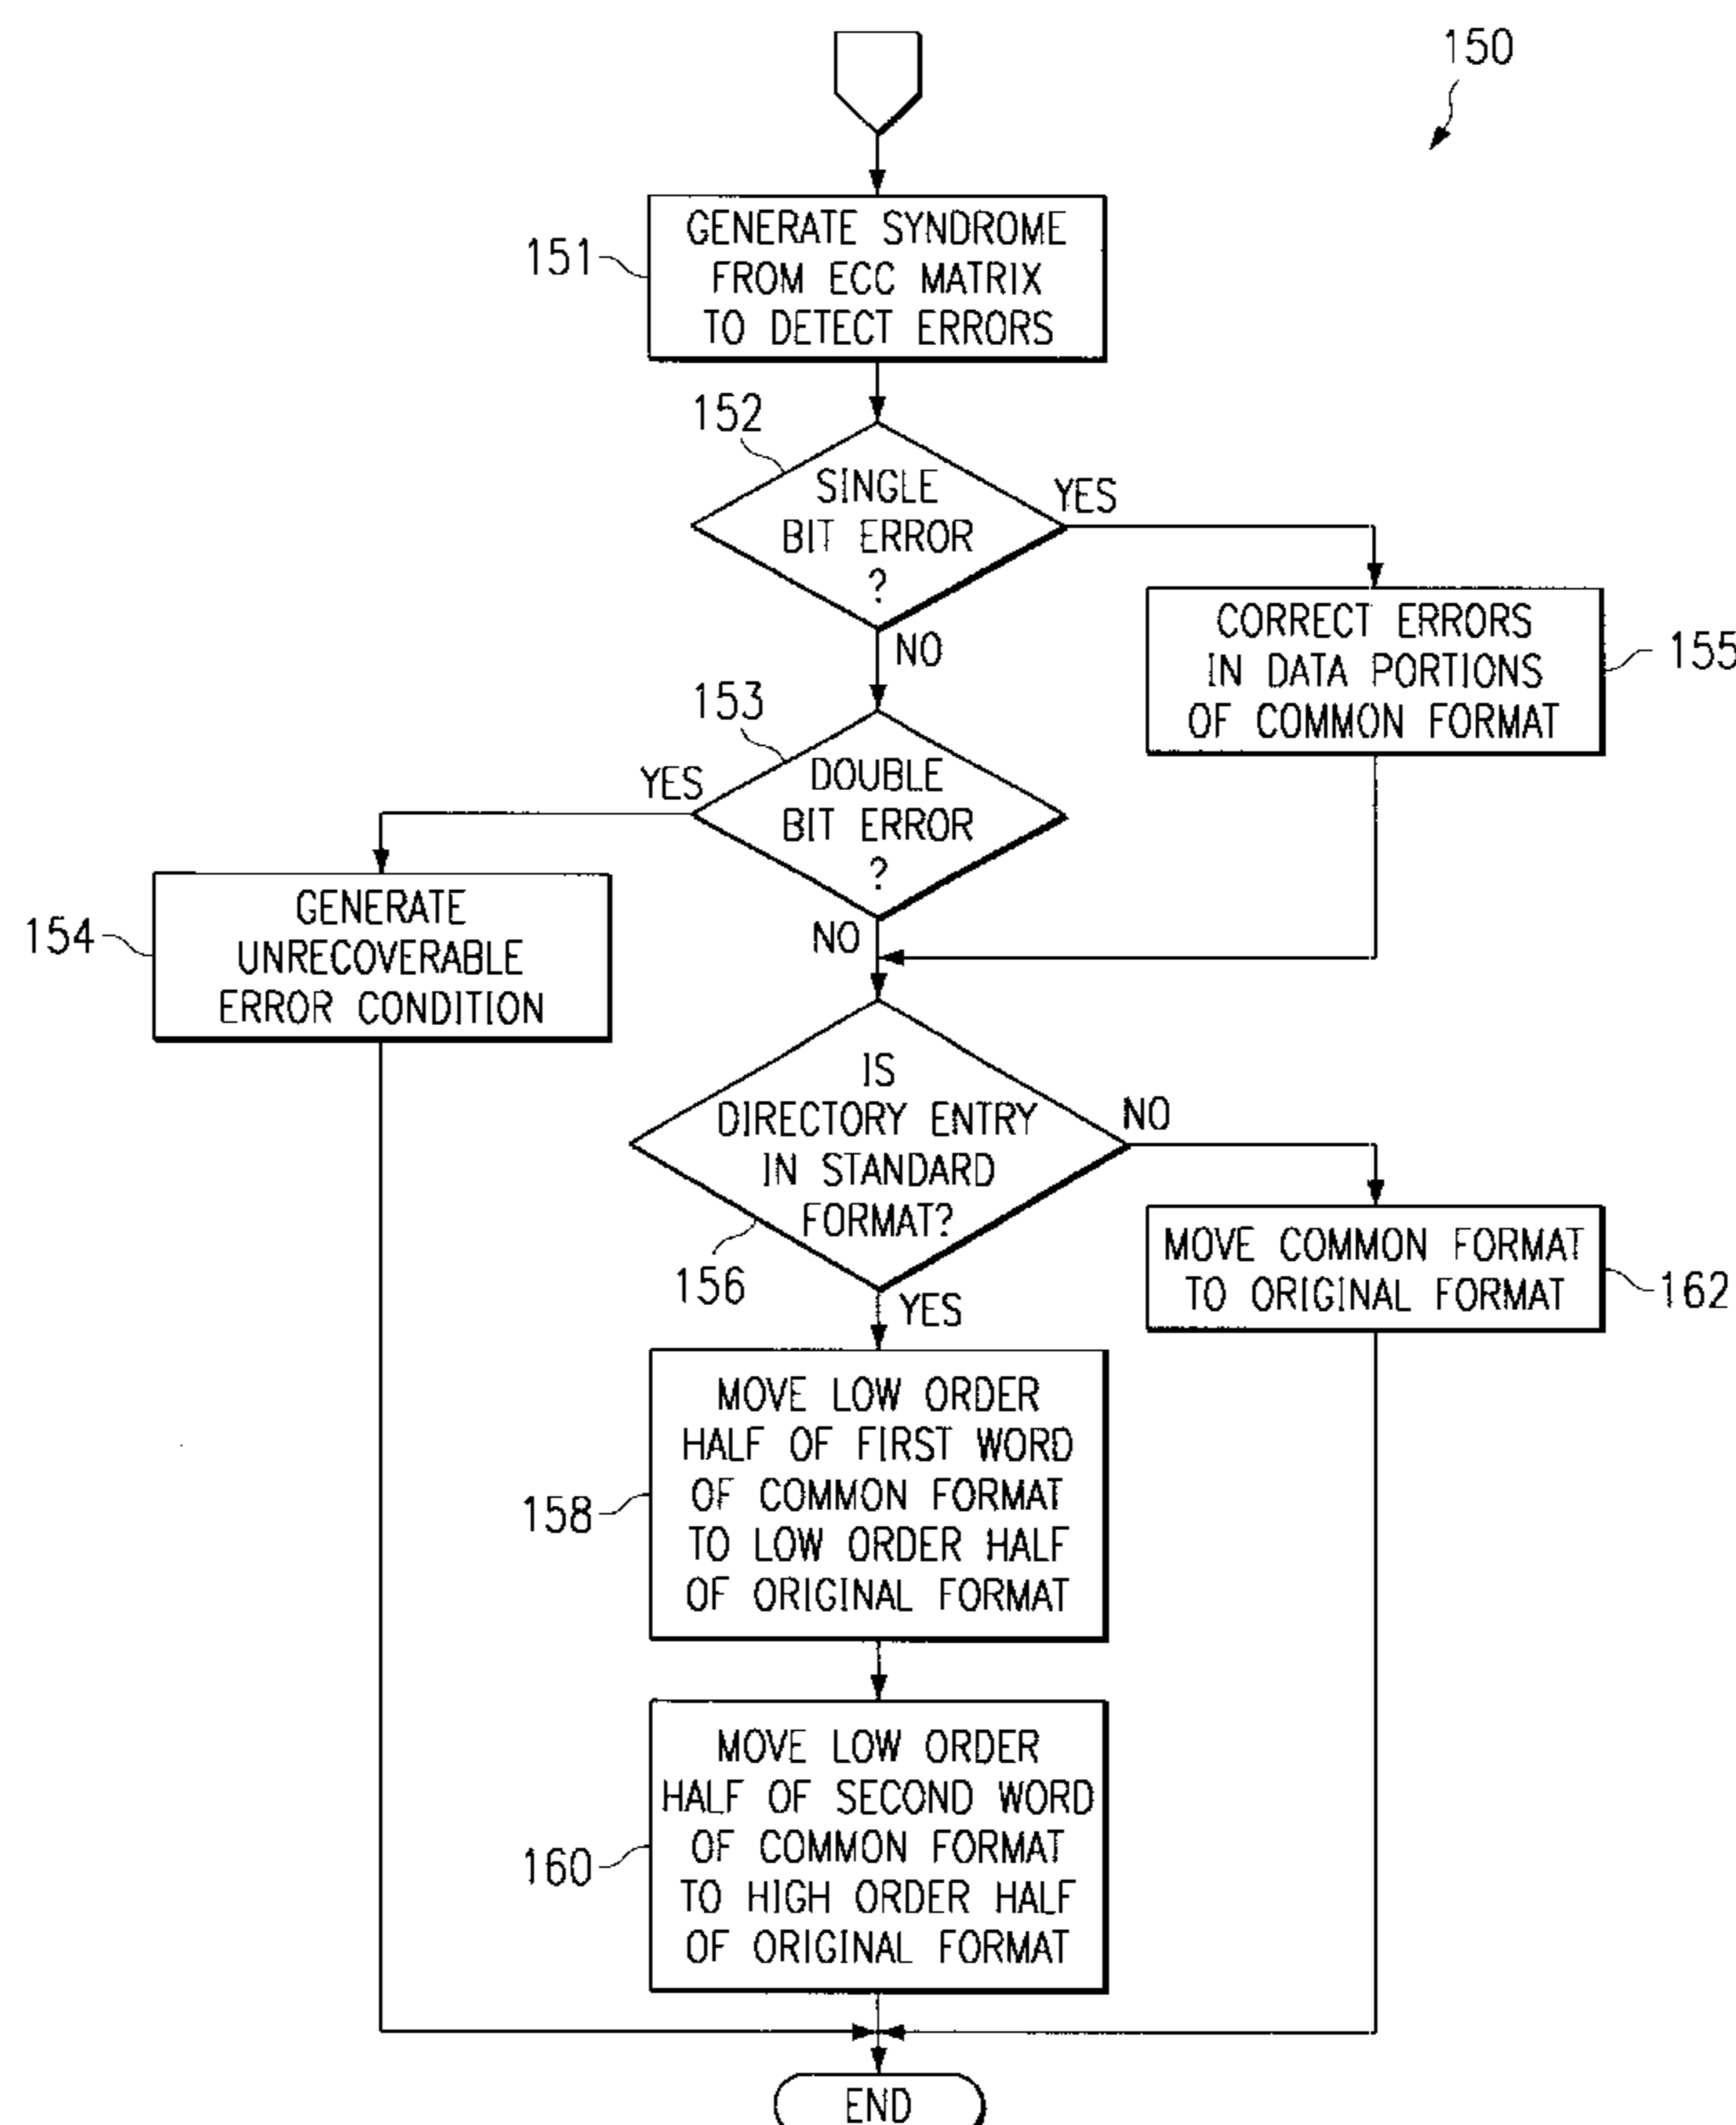 150
151
GENERATE SYNDROME
FROM ECC MATRIX
TO DETECT ERRORS
152
SINGLE
BIT ERROR
?
YES
NO
CORRECT ERRORS
IN DATA PORTIONS
OF COMMON FORMAT
155
153
DOUBLE
BIT ERROR
?
YES
NO
154
GENERATE
UNRECOVERABLE
ERROR CONDITION
IS
DIRECTORY ENTRY
IN STANDARD
FORMAT?
156
NO
YES
MOVE COMMON FORMAT
TO ORIGINAL FORMAT
162
158
MOVE LOW ORDER
HALF OF FIRST WORD
OF COMMON FORMAT
TO LOW ORDER HALF
OF ORIGINAL FORMAT
160
MOVE LOW ORDER
HALF OF SECOND WORD
OF COMMON FORMAT
TO HIGH ORDER HALF
OF ORIGINAL FORMAT
END